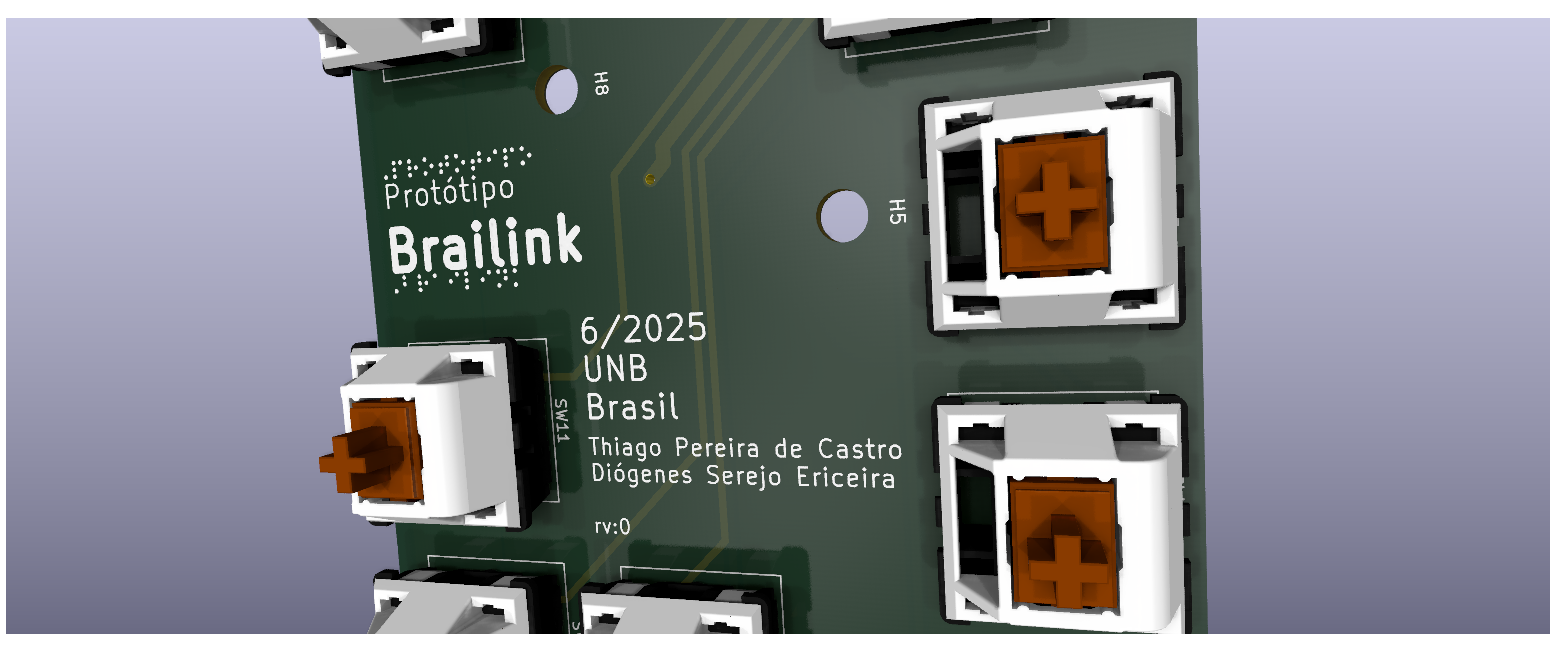 H8
Protótipo
Brailink
H5
6/2025
UNB
Brasil
SW11
Thiago Pereira de Castro
Diógenes Serejo Ericeira
rv:0